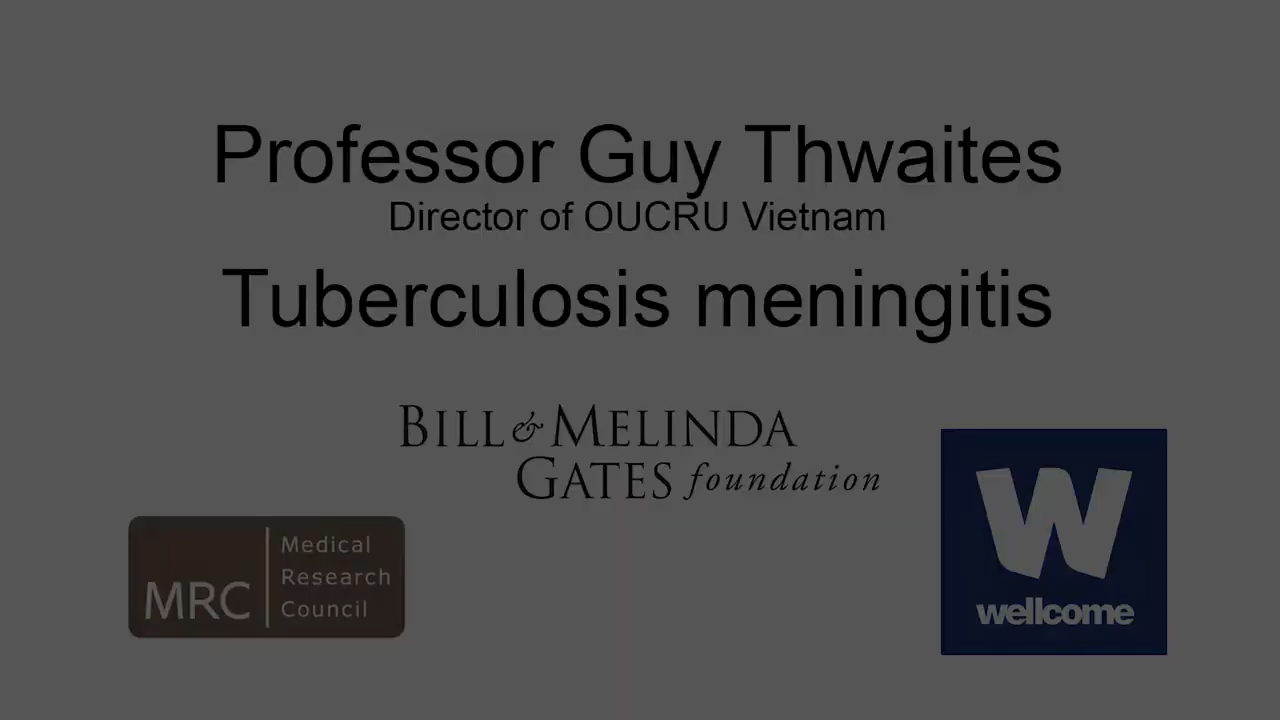 Professor Guy Thwaites
Director of OUCRU Vietnam
Tuberculosis meningitis
BILL & MELINDA
GATES foundation
MRC
Medical
Research
Council
W
wellcome